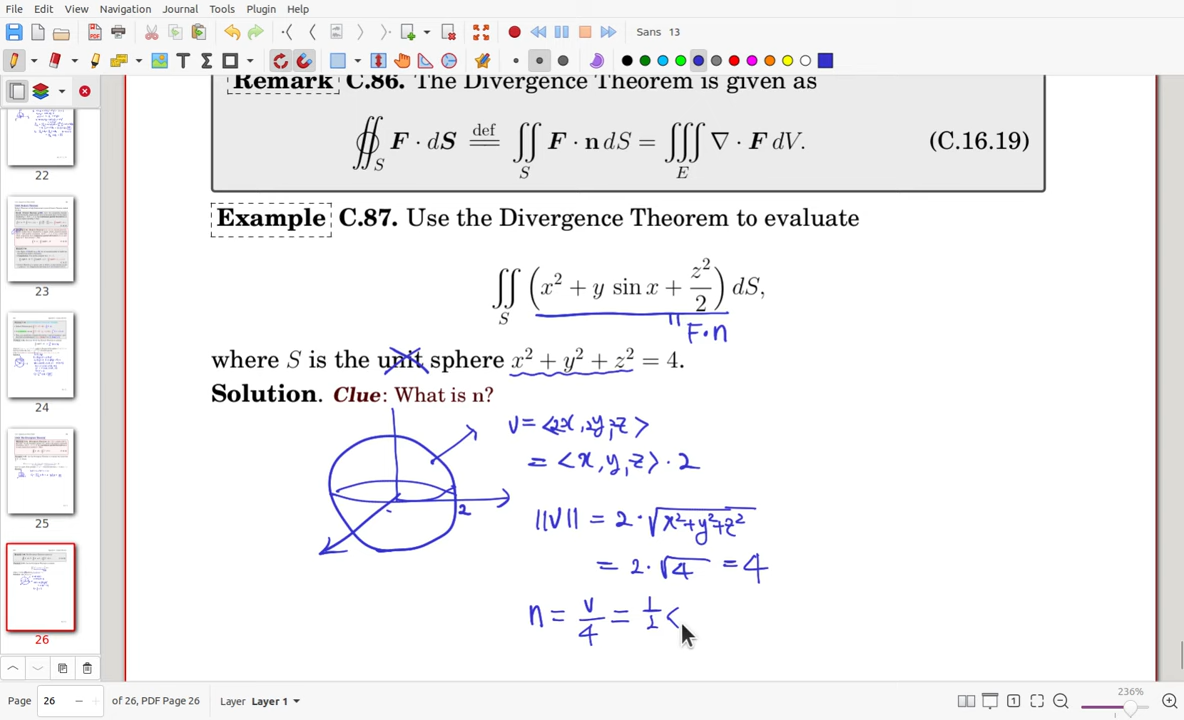 File Edit View Navigation Journal Tools Plugin Help
Sans 13
Remark C.86. The Divergence Theorem is given as
∯_S F · dS \overset{def}{=} ∬_S F · n dS = ∭_E ∇ · F dV. (C.16.19)
Example C.87. Use the Divergence Theorem to evaluate
∬_S (x² + y sin x + z²/2) dS,
F·n
where S is the unit sphere x² + y² + z² = 4.
Solution. Clue: What is n?
v = <2x, 2y, 2z>
= <x, y, z> · 2
2
||v|| = 2 · √(x²+y²+z²)
= 2 · √4 = 4
n = v/4 = 1/2 <
22
23
24
25
26
Page 26 of 26, PDF Page 26 Layer Layer 1
236%